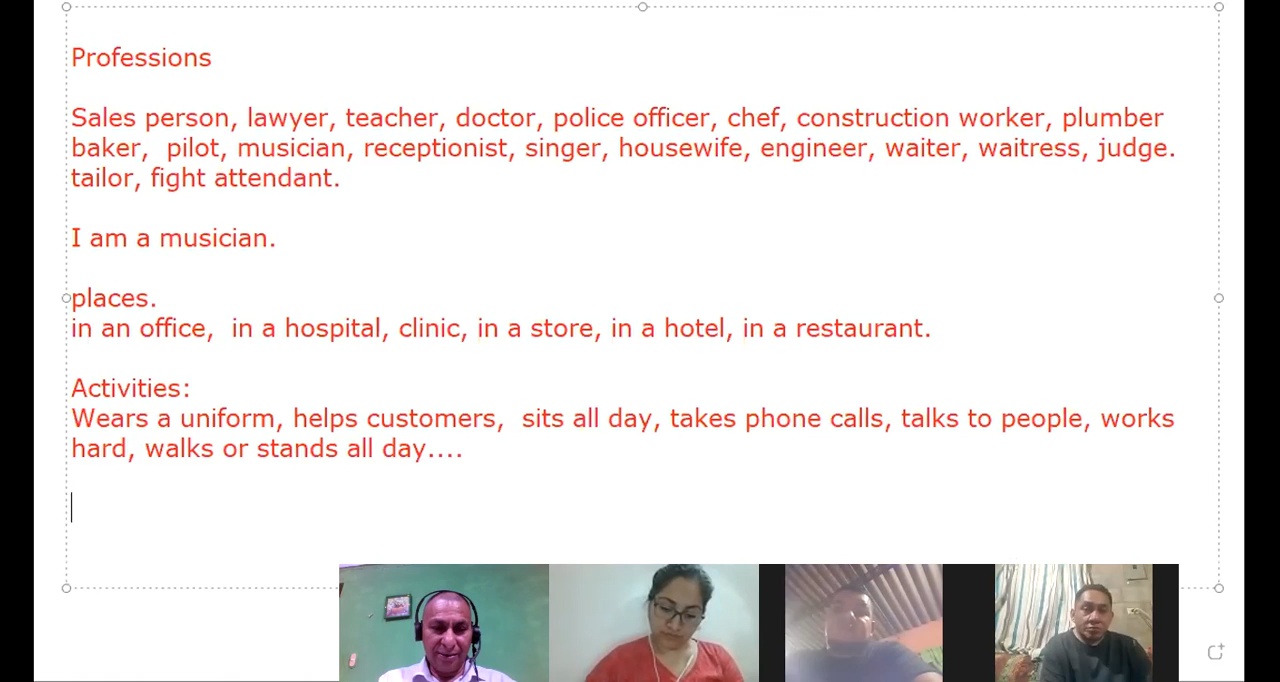 Professions
Sales person, lawyer, teacher, doctor, police officer, chef, construction worker, plumber
baker,  pilot, musician, receptionist, singer, housewife, engineer, waiter, waitress, judge.
tailor, fight attendant.
I am a musician.
places.
in an office,  in a hospital, clinic, in a store, in a hotel, in a restaurant.
Activities:
Wears a uniform, helps customers,  sits all day, takes phone calls, talks to people, works
hard, walks or stands all day....